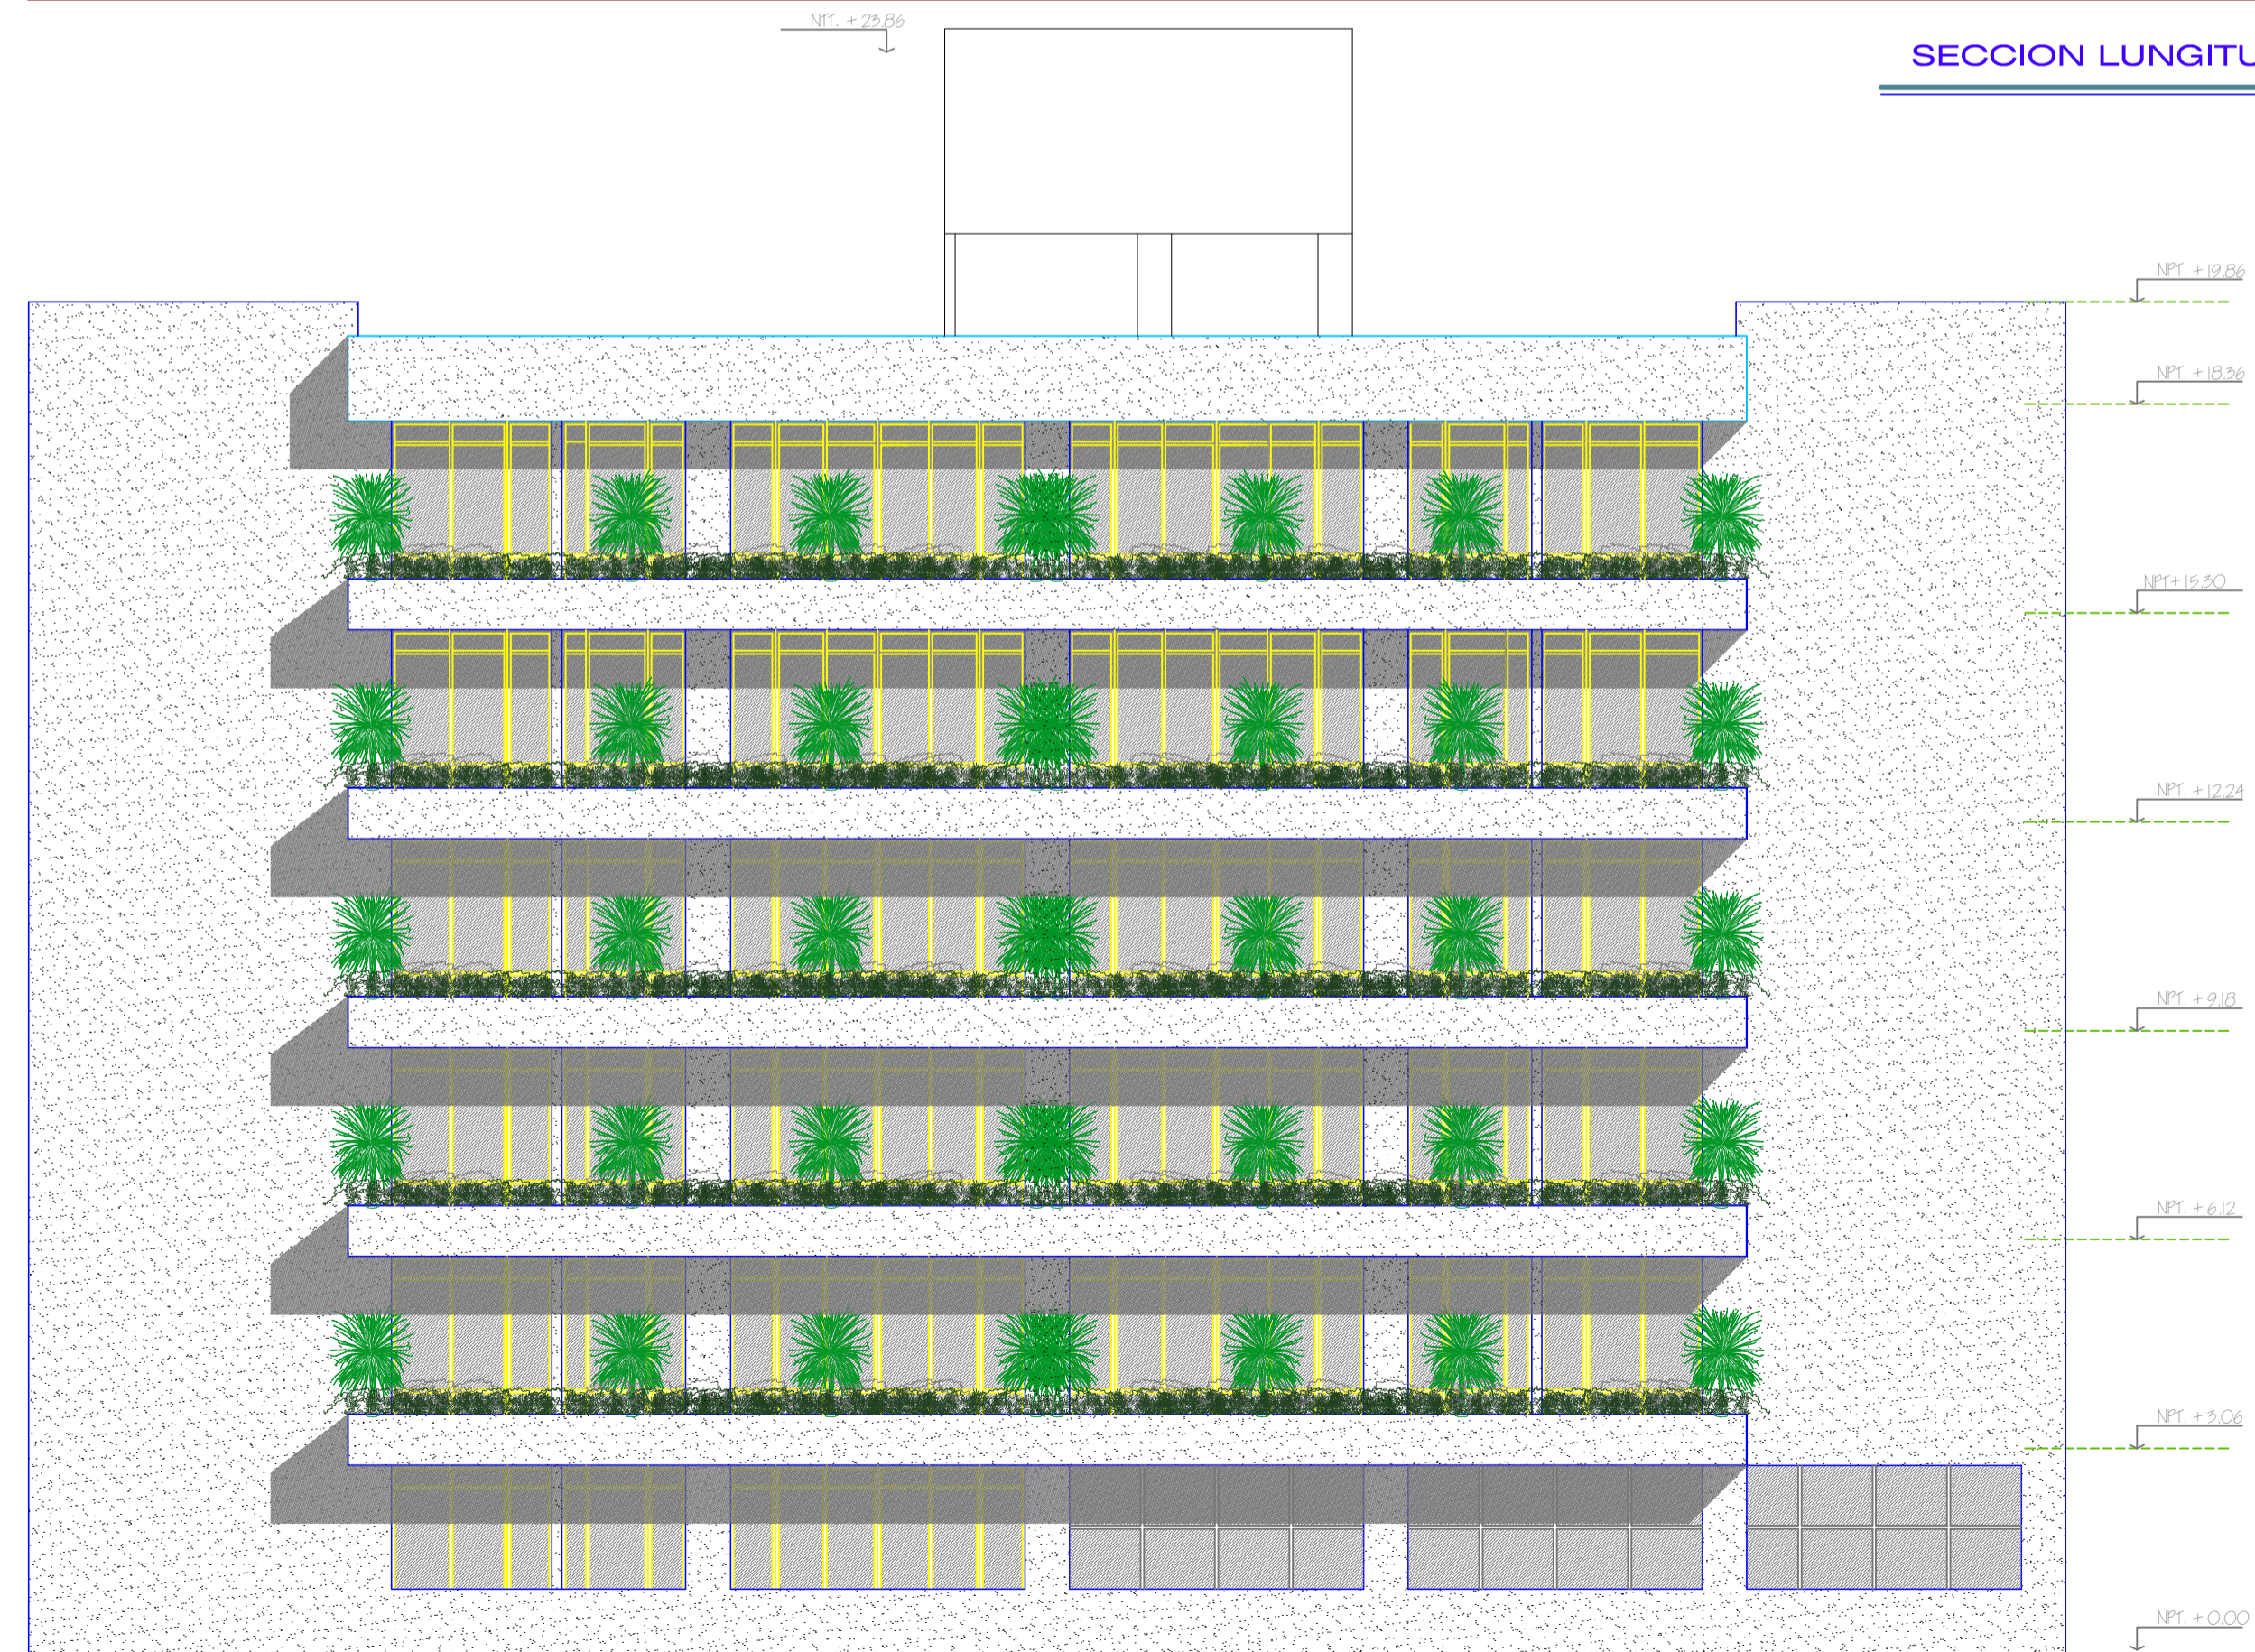 NTT. +23.86
SECCION LUNGITU
NPT. +19.86
NPT. +18.36
NPT+15.30
NPT. +12.24
NPT. +9.18
NPT. +6.12
NPT. +3.06
NPT. +0.00